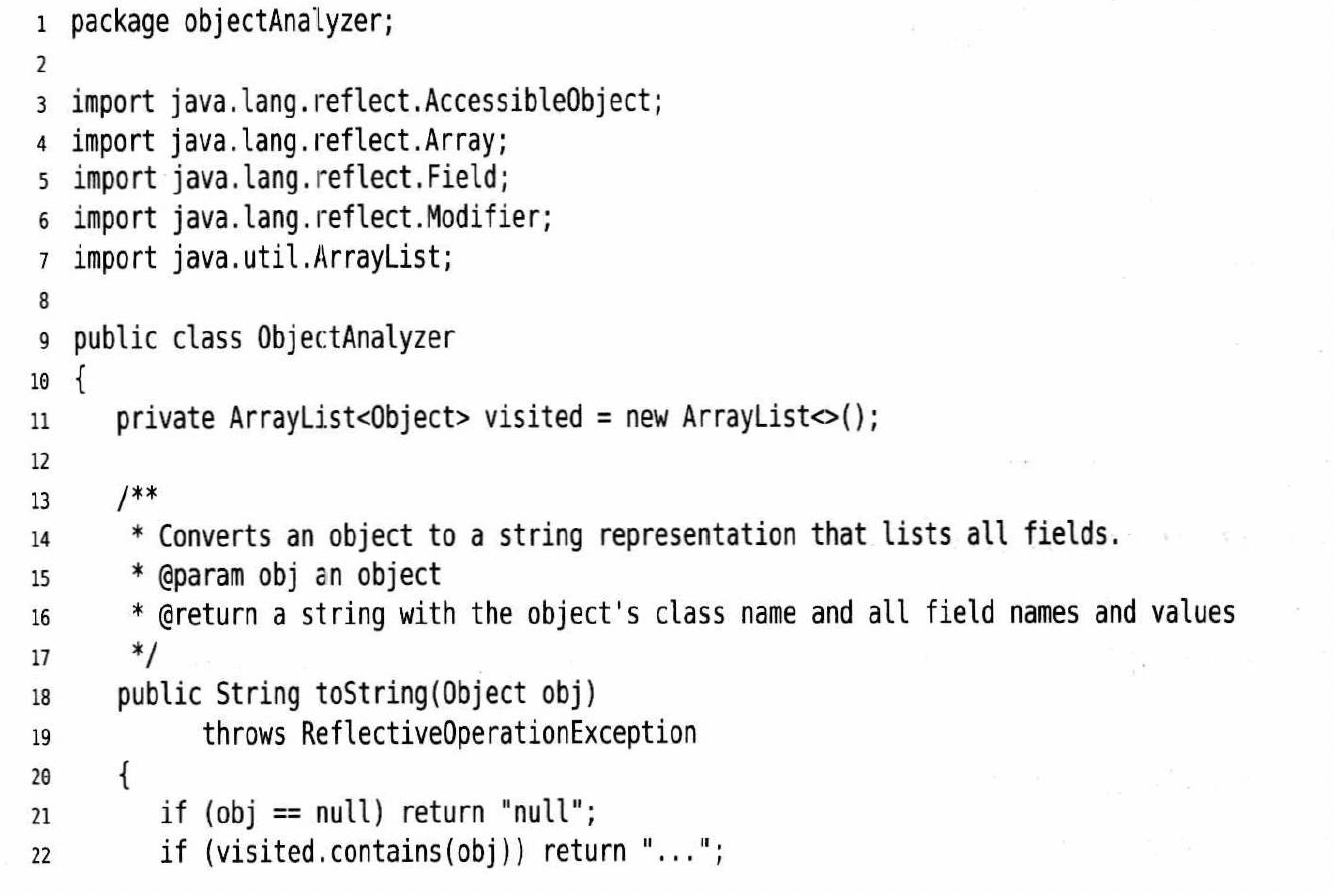 1 package objectAnalyzer;
2
3 import java.lang.reflect.AccessibleObject;
4 import java.lang.reflect.Array;
5 import java.lang.reflect.Field;
6 import java.lang.reflect.Modifier;
7 import java.util.ArrayList;
8
9 public class ObjectAnalyzer
10 {
11    private ArrayList<Object> visited = new ArrayList<>();
12
13    /**
14     * Converts an object to a string representation that lists all fields.
15     * @param obj an object
16     * @return a string with the object's class name and all field names and values
17     */
18    public String toString(Object obj)
19          throws ReflectiveOperationException
20    {
21       if (obj == null) return "null";
22       if (visited.contains(obj)) return "...";